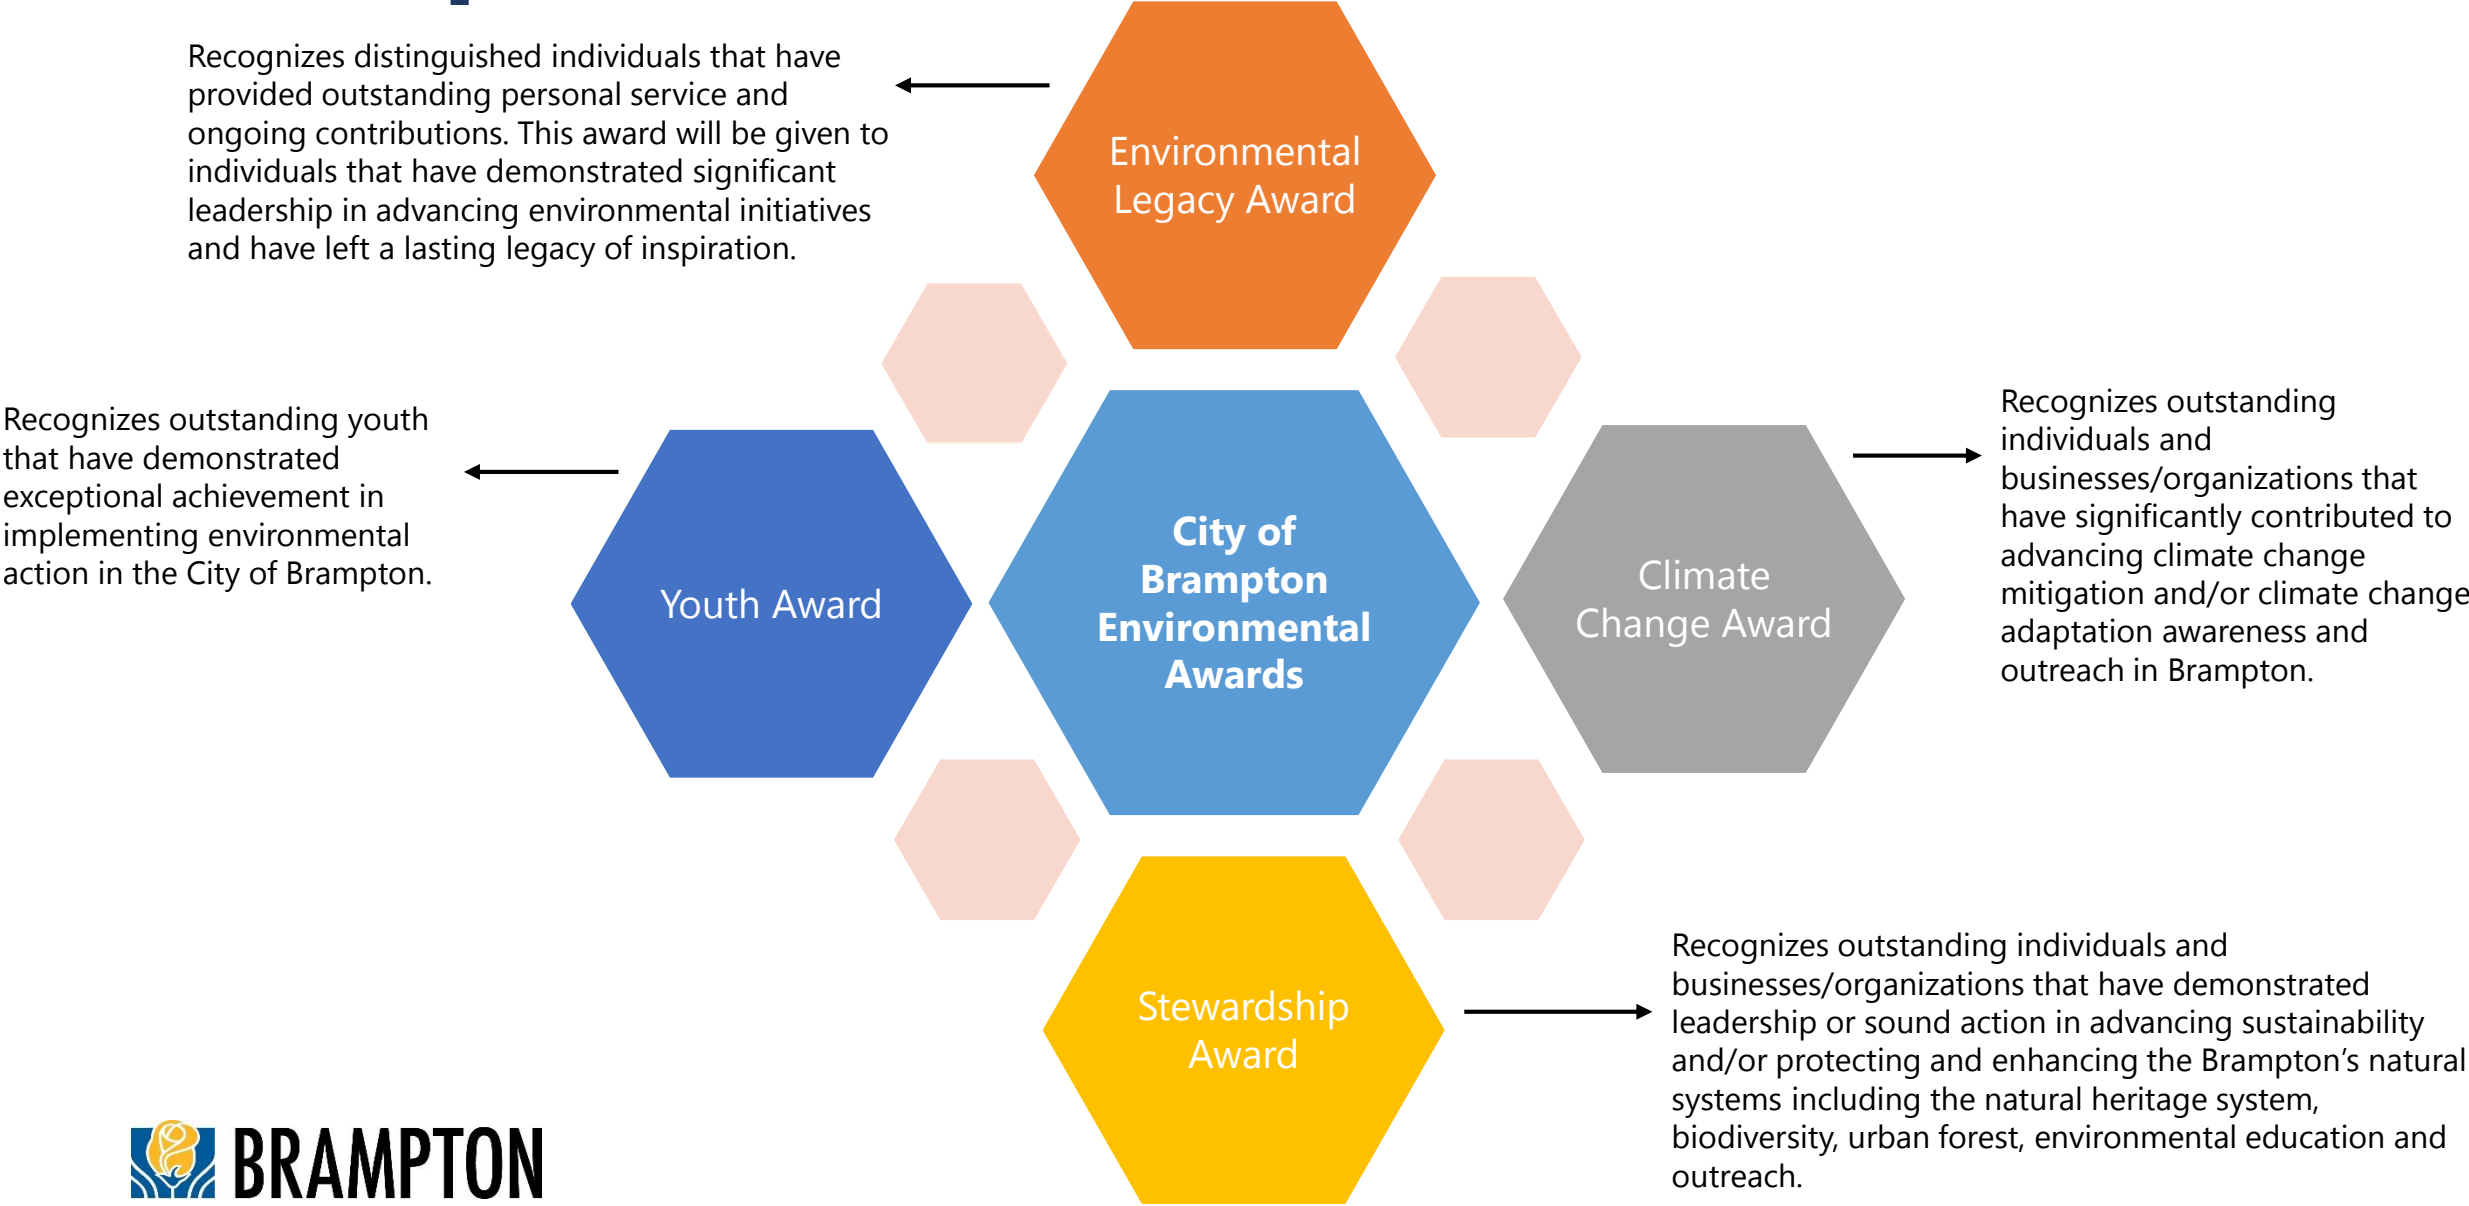 Recognizes distinguished individuals that have
provided outstanding personal service and
ongoing contributions. This award will be given to
individuals that have demonstrated significant
leadership in advancing environmental initiatives
and have left a lasting legacy of inspiration.
Environmental
Legacy Award
Recognizes outstanding youth
that have demonstrated
exceptional achievement in
implementing environmental
action in the City of Brampton.
Youth Award
City of
Brampton
Environmental
Awards
Climate
Change Award
Recognizes outstanding
individuals and
businesses/organizations that
have significantly contributed to
advancing climate change
mitigation and/or climate change
adaptation awareness and
outreach in Brampton.
Stewardship
Award
Recognizes outstanding individuals and
businesses/organizations that have demonstrated
leadership or sound action in advancing sustainability
and/or protecting and enhancing the Brampton’s natural
systems including the natural heritage system,
biodiversity, urban forest, environmental education and
outreach.
BRAMPTON